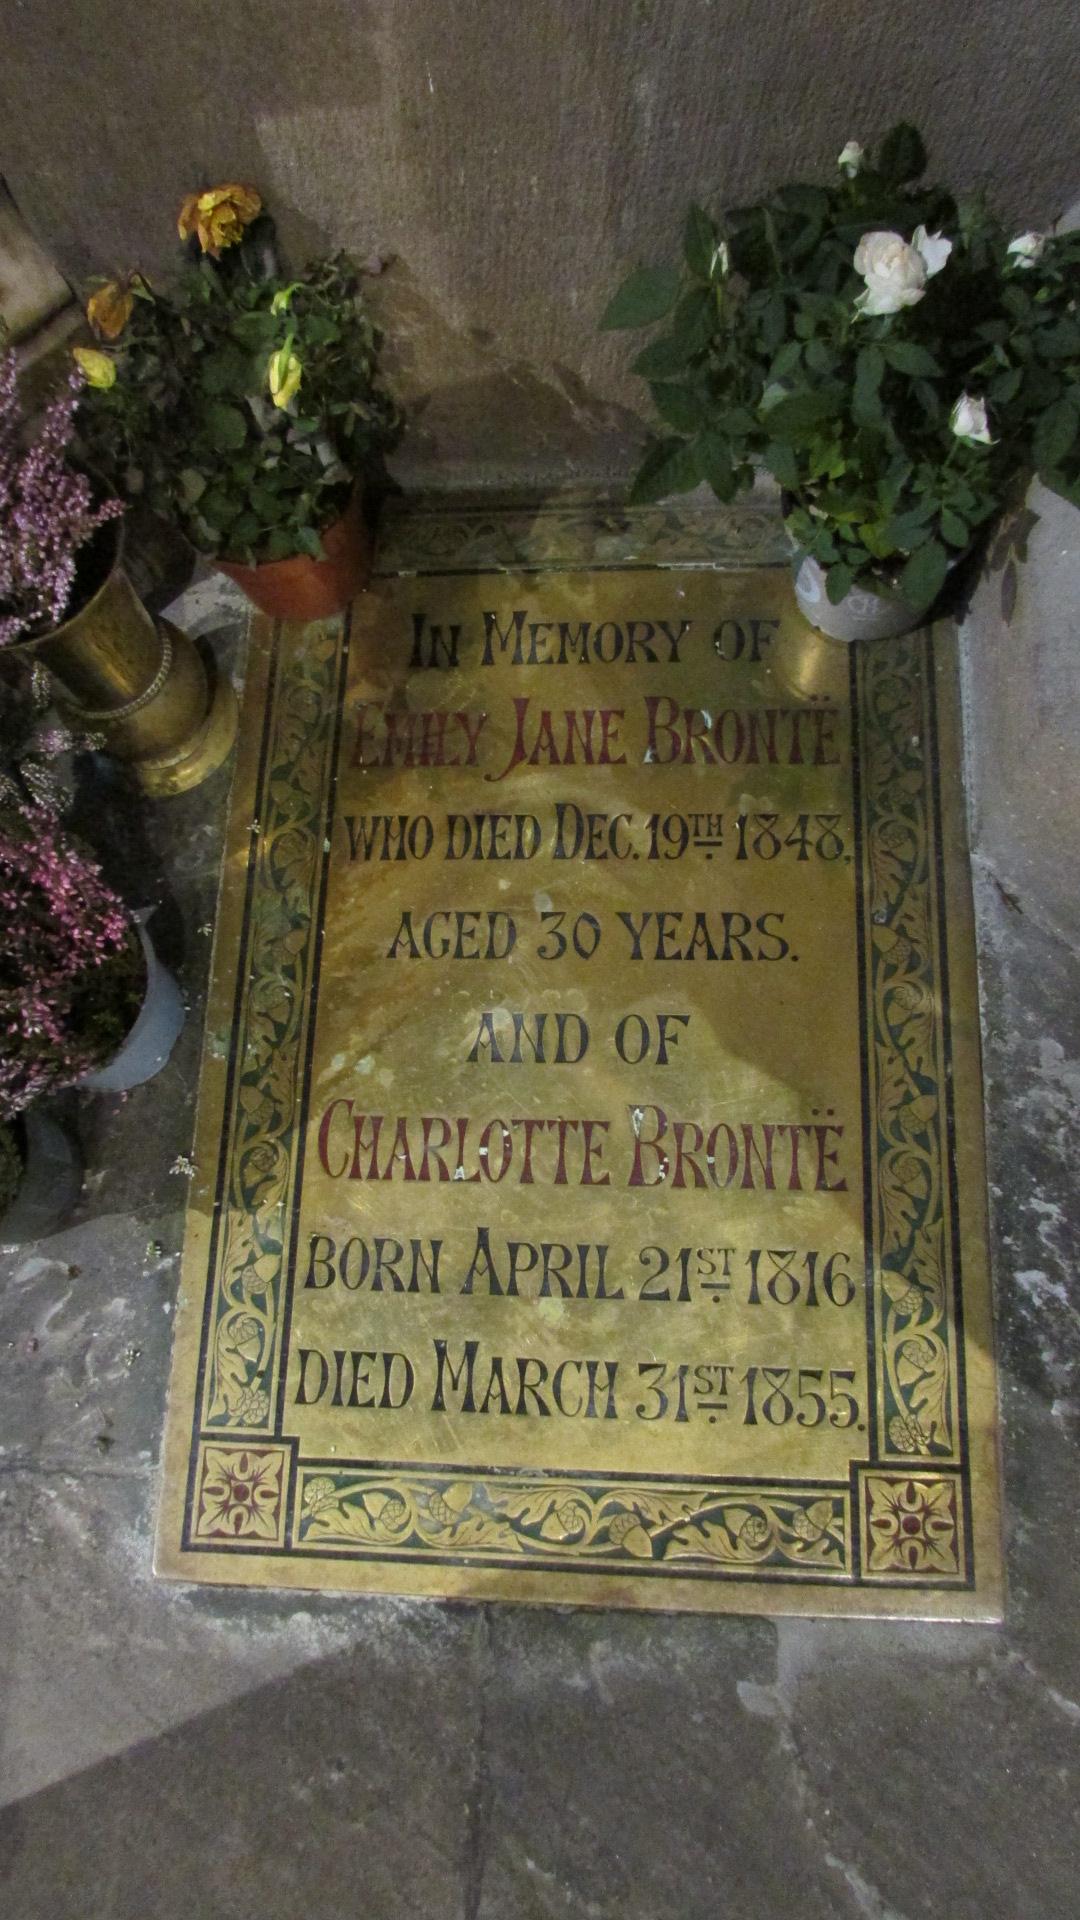 IN MEMORY OF
EMILY JANE BRONTË
WHO DIED DEC. 19TH 1848,
AGED 30 YEARS.
AND OF
CHARLOTTE BRONTË
BORN APRIL 21ST 1816
DIED MARCH 31ST 1855.